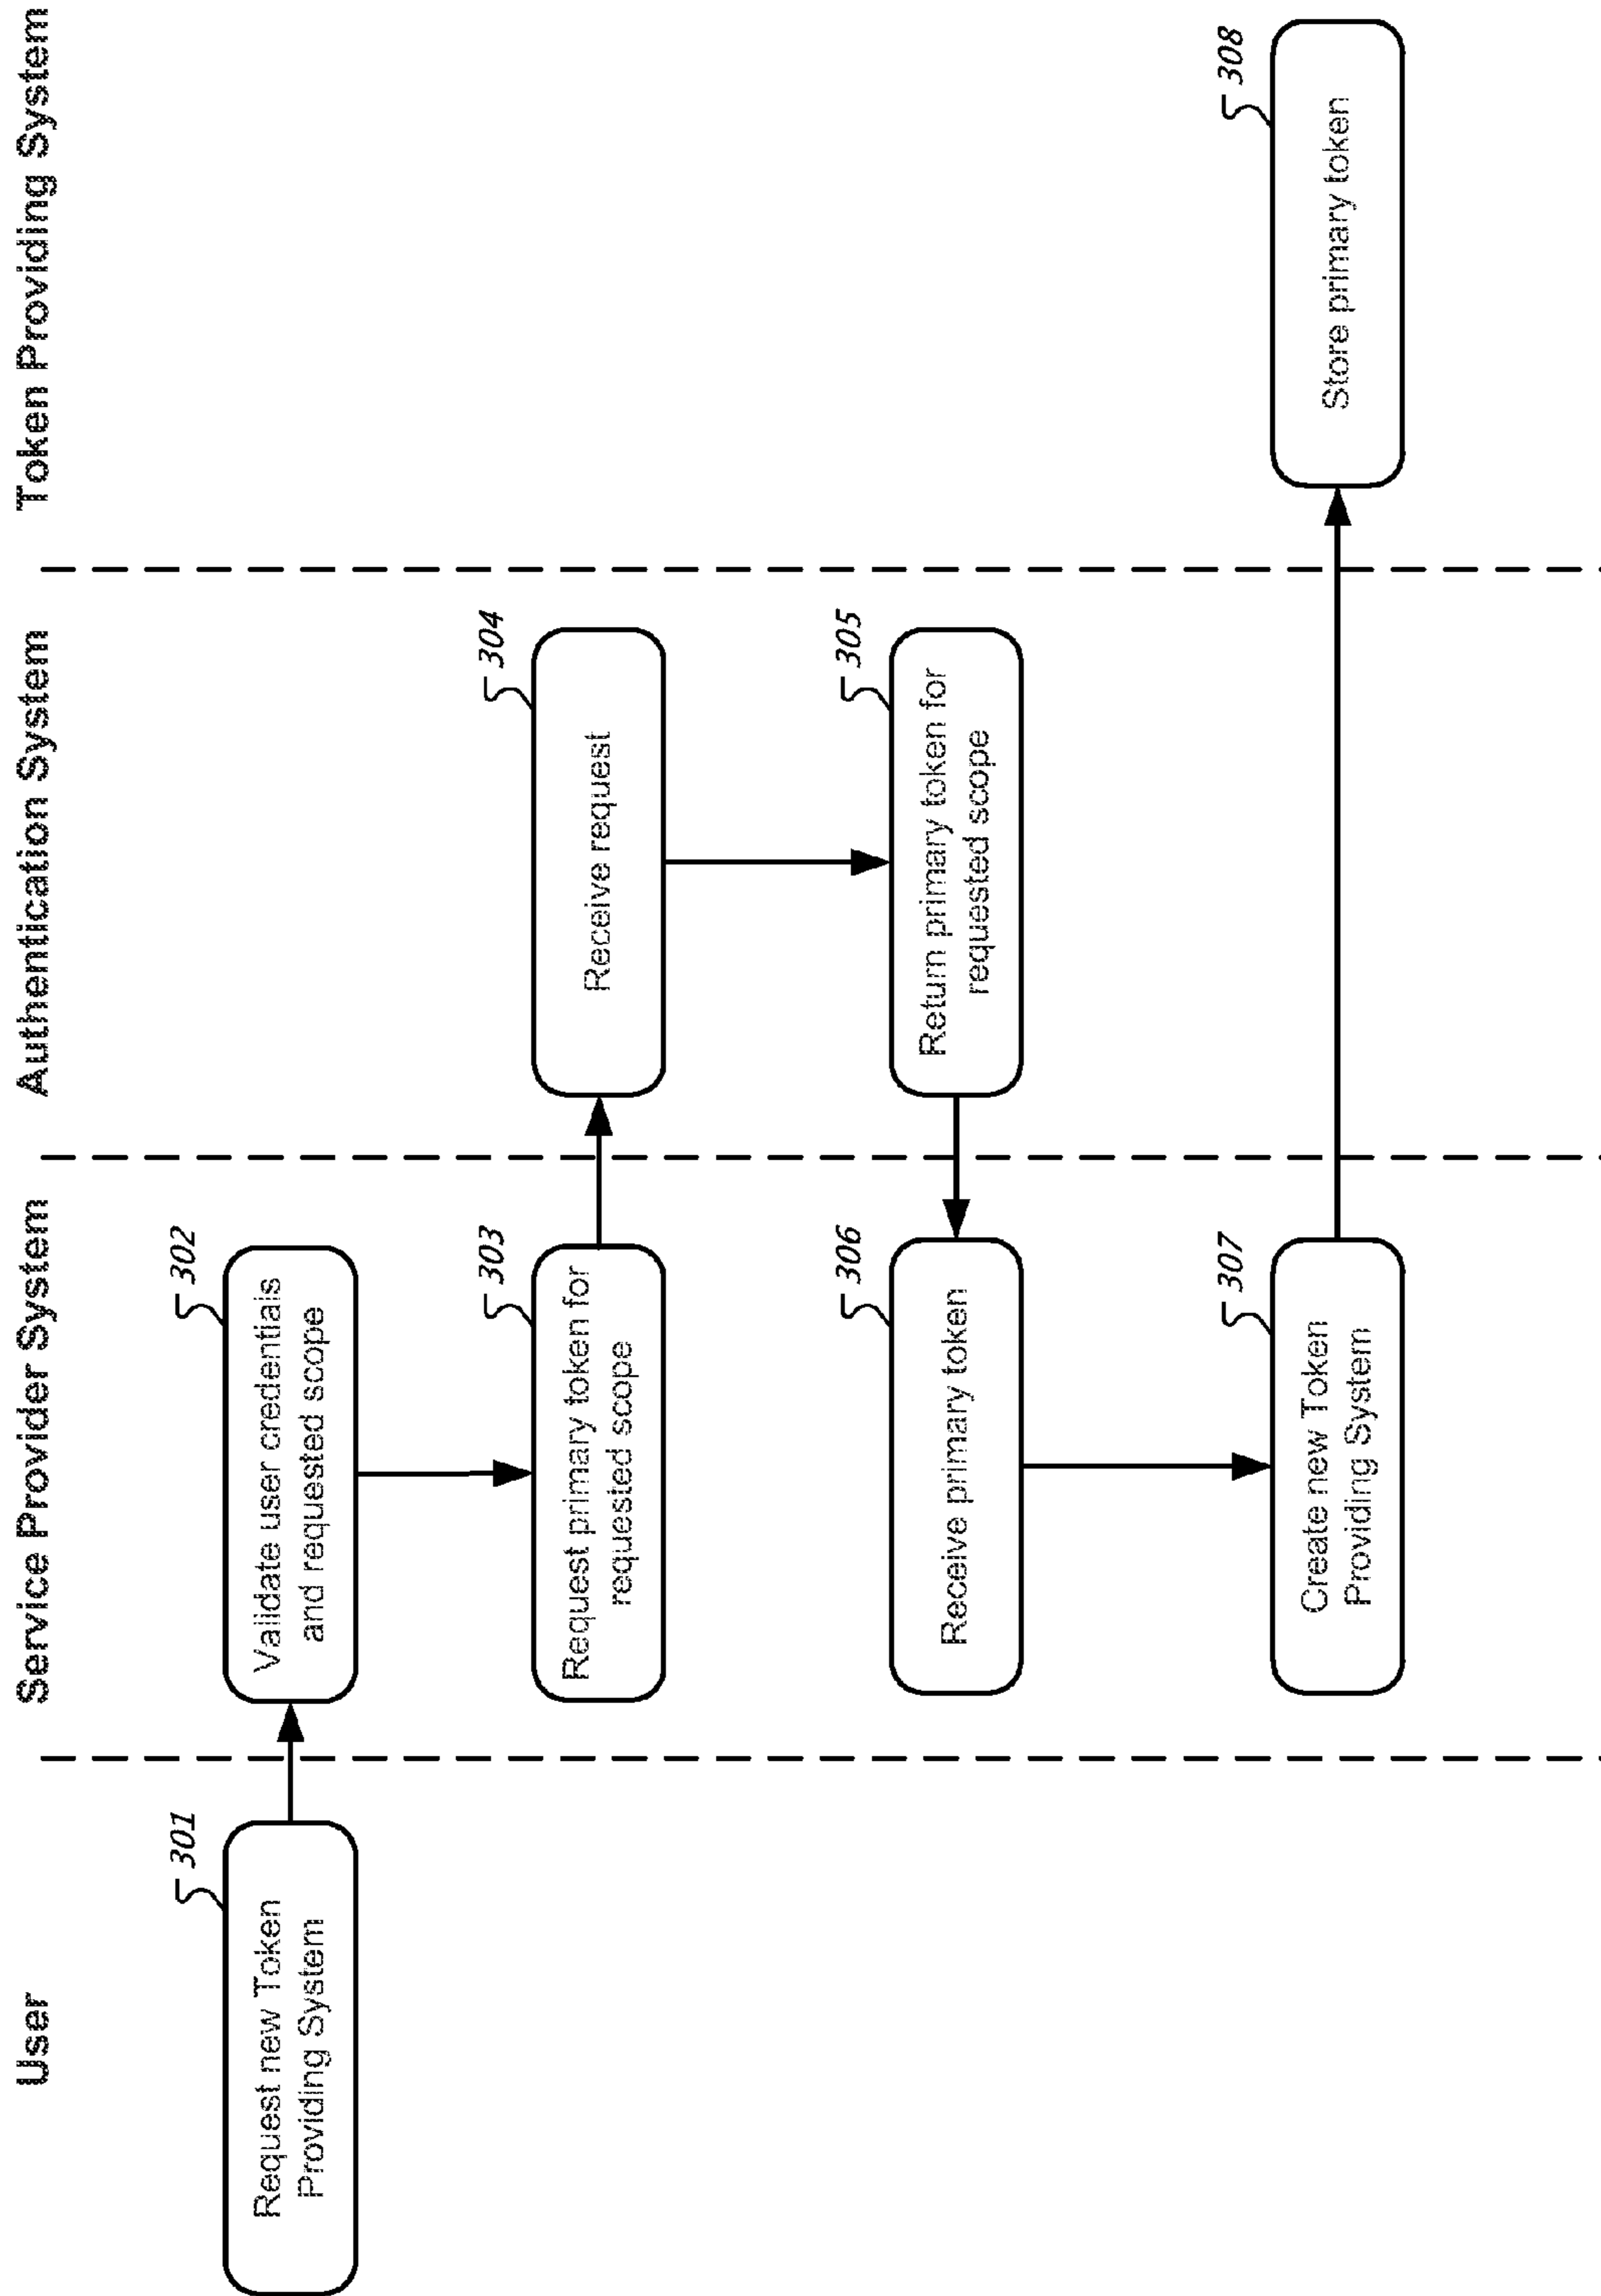 User
Service Provider System
Authentication System
Token Providing System
301
Request new Token
Providing System
302
Validate user credentials
and requested scope
303
Request primary token for
requested scope
304
Receive request
305
Return primary token for
requested scope
306
Receive primary token
307
Create new Token
Providing System
308
Store primary token